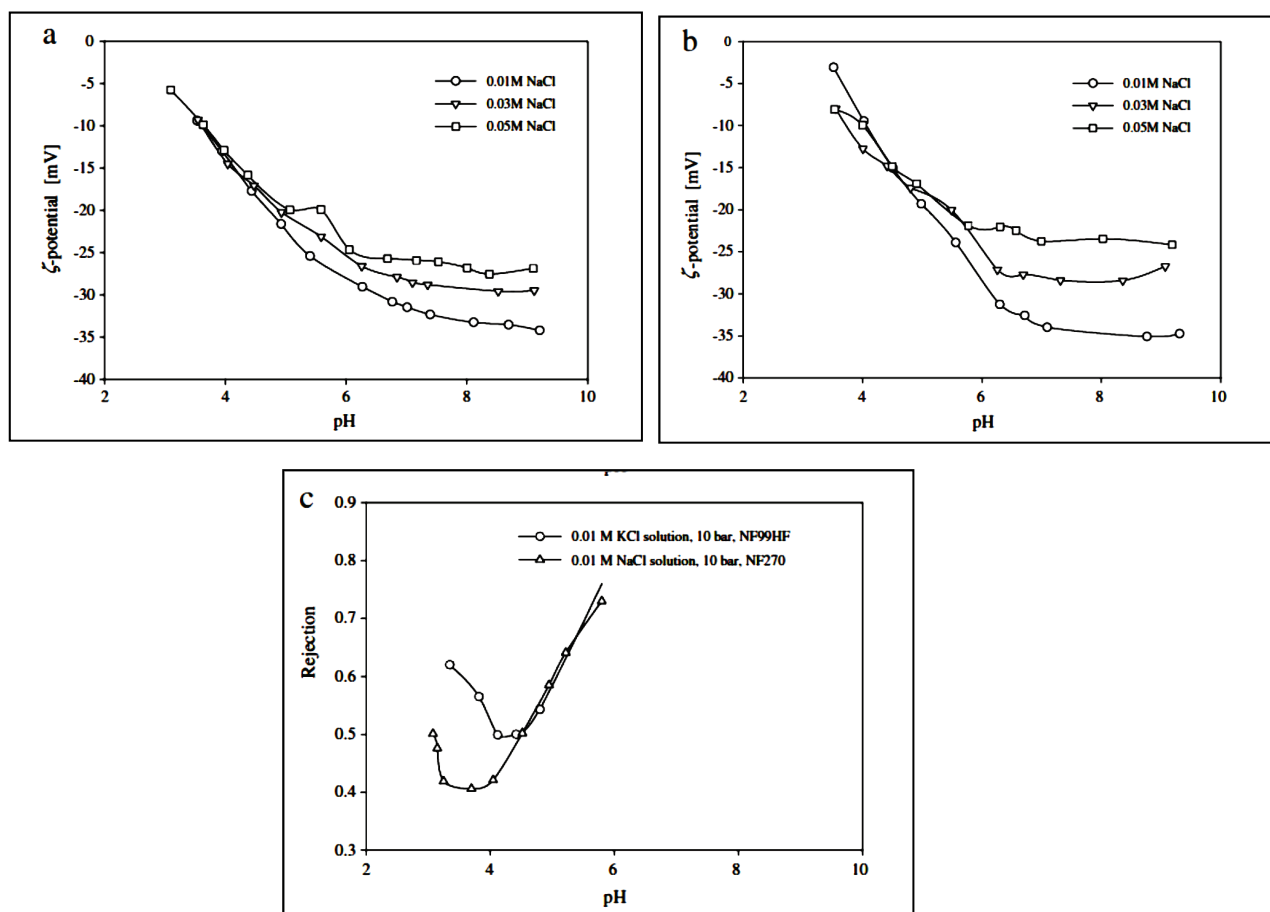 a
0
-5
-10
-15
-20
-25
-30
-35
-40
ζ-potential [mV]
0.01M NaCl
0.03M NaCl
0.05M NaCl
2
4
6
8
10
pH
b
0
-5
-10
-15
-20
-25
-30
-35
-40
ζ-potential [mV]
0.01M NaCl
0.03M NaCl
0.05M NaCl
2
4
6
8
10
pH
c
0.9
0.8
0.7
0.6
0.5
0.4
0.3
Rejection
0.01 M KCl solution, 10 bar, NF99HF
0.01 M NaCl solution, 10 bar, NF270
2
4
6
8
10
pH